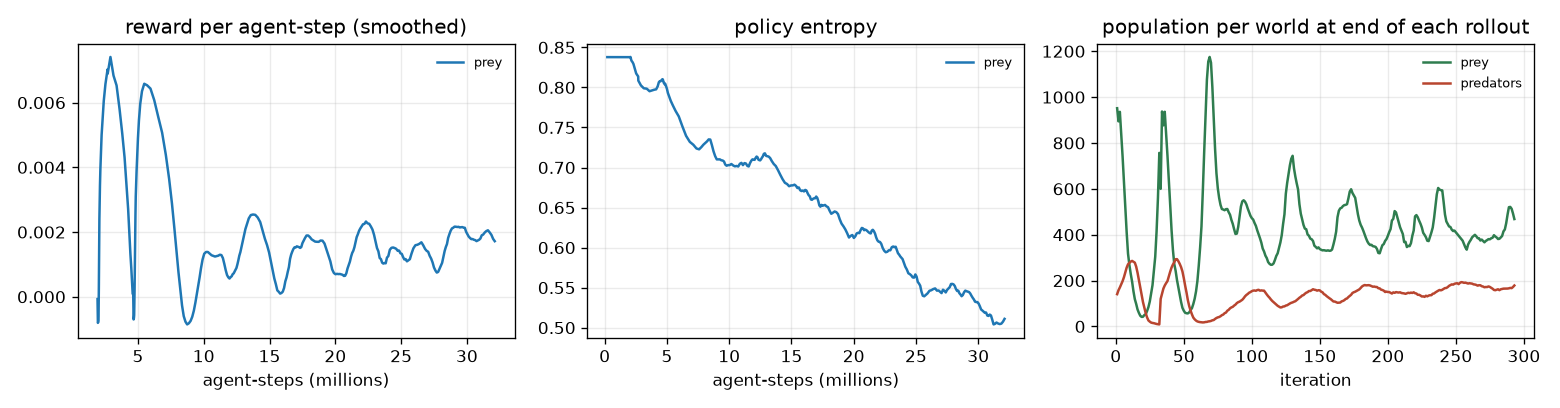 reward per agent-step (smoothed)
prey
0.006
0.004
0.002
0.000
5 10 15 20 25 30
agent-steps (millions)
policy entropy
prey
0.85
0.80
0.75
0.70
0.65
0.60
0.55
0.50
0 5 10 15 20 25 30
agent-steps (millions)
population per world at end of each rollout
prey
predators
1200
1000
800
600
400
200
0
0 50 100 150 200 250 300
iteration